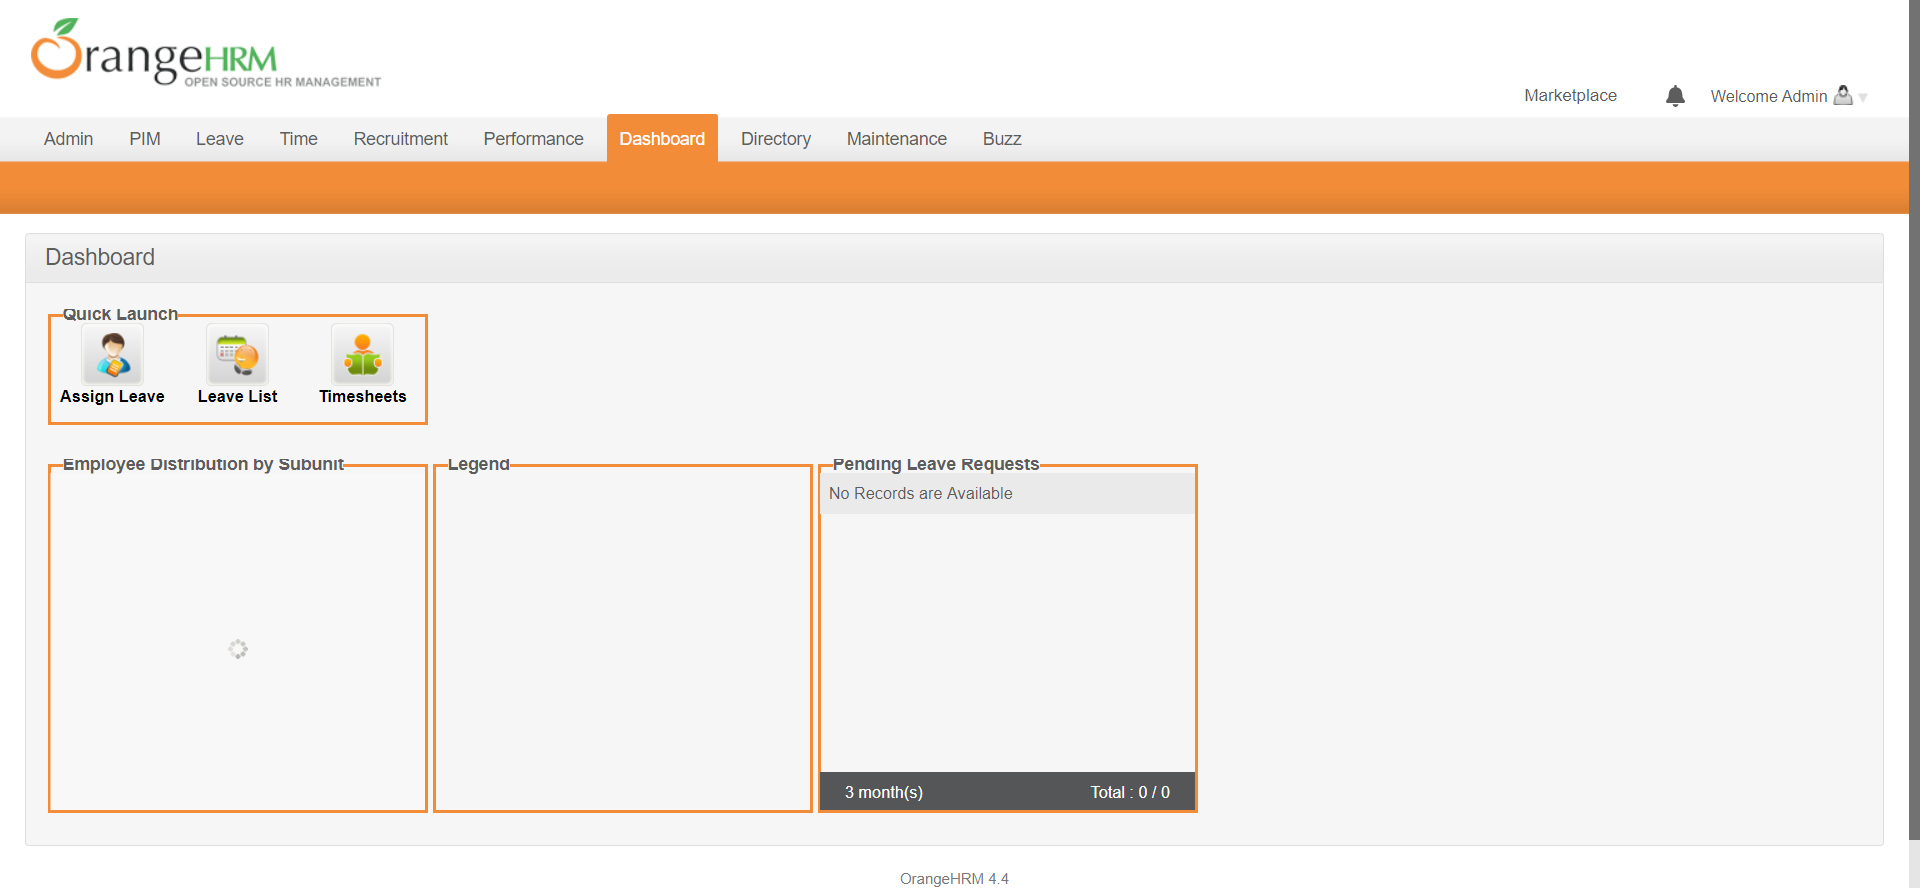 OrangeHRM
OPEN SOURCE HR MANAGEMENT
Marketplace
Welcome Admin
Admin PIM Leave Time Recruitment Performance Dashboard Directory Maintenance Buzz
Dashboard
Quick Launch
Assign Leave Leave List Timesheets
Employee Distribution by Subunit
Legend
Pending Leave Requests
No Records are Available
3 month(s) Total : 0 / 0
OrangeHRM 4.4